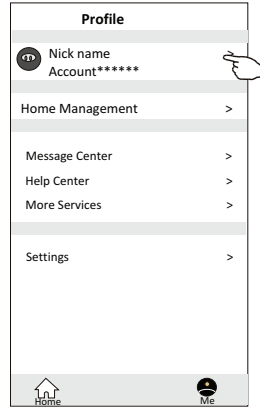 Profile
Nick name
Account******
Home Management >
Message Center >
Help Center >
More Services >
Settings >
Home
Me